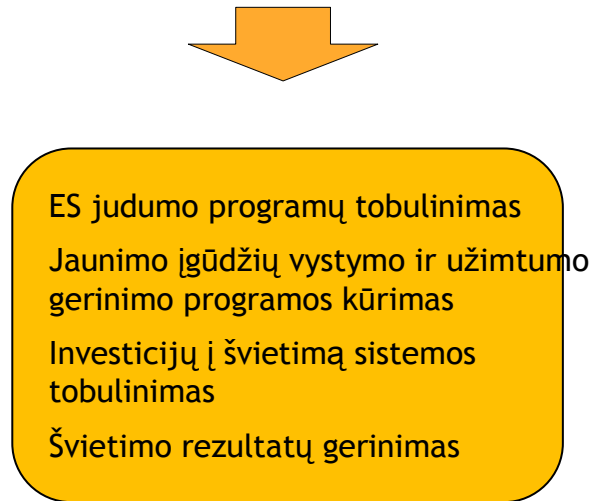 ES judumo programų tobulinimas
Jaunimo įgūdžių vystymo ir užimtumo
gerinimo programos kūrimas
Investicijų į švietimą sistemos
tobulinimas
Švietimo rezultatų gerinimas